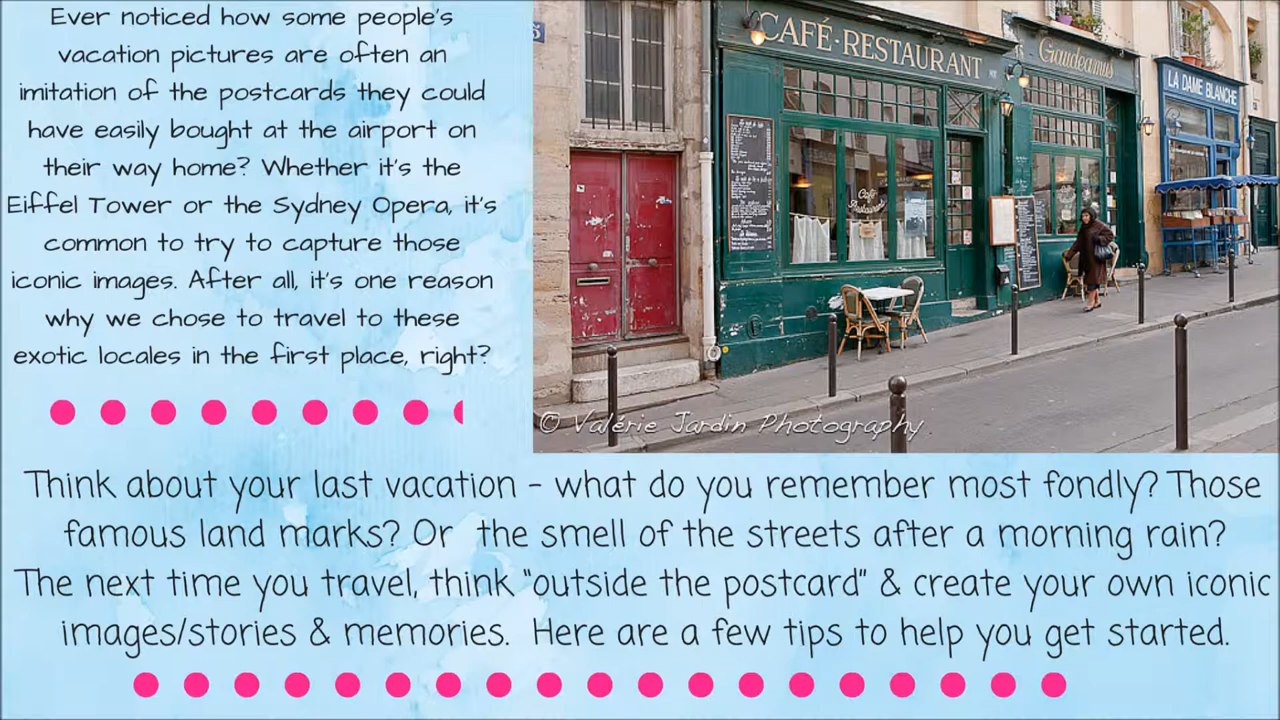 Ever noticed how some people's
vacation pictures are often an
imitation of the postcards they could
have easily bought at the airport on
their way home? Whether it's the
Eiffel Tower or the Sydney Opera, it's
common to try to capture those
iconic images. After all, it's one reason
why we chose to travel to these
exotic locales in the first place, right?
CAFÉ·RESTAURANT
Gaudeamus
LA DAME BLANCHE
Café
Restaurant
© Valérie Jardin Photography
Think about your last vacation - what do you remember most fondly? Those
famous land marks? Or the smell of the streets after a morning rain?
The next time you travel, think "outside the postcard" & create your own iconic
images/stories & memories. Here are a few tips to help you get started.